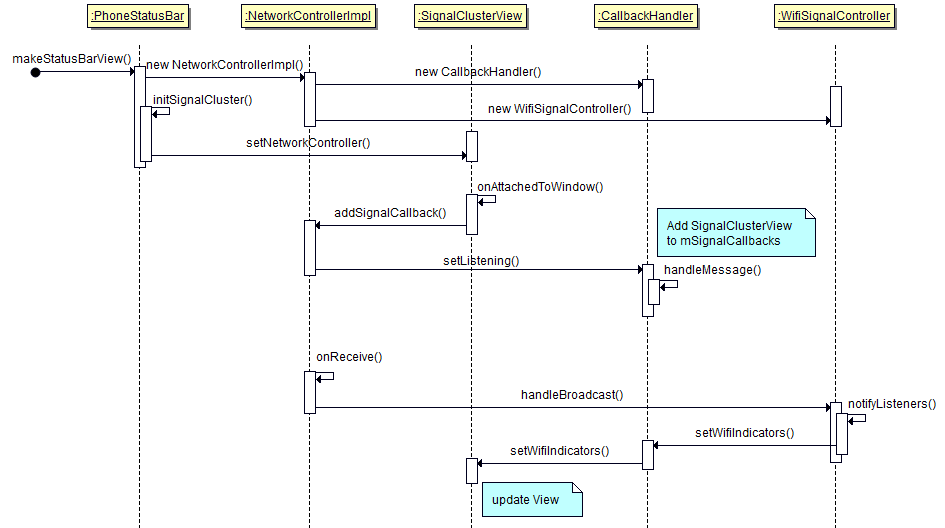 :PhoneStatusBar :NetworkControllerImpl :SignalClusterView :CallbackHandler :WifiSignalController
makeStatusBarView()
new NetworkControllerImpl()
new CallbackHandler()
initSignalCluster()
new WifiSignalController()
setNetworkController()
onAttachedToWindow()
addSignalCallback()
Add SignalClusterView
to mSignalCallbacks
setListening()
handleMessage()
onReceive()
handleBroadcast()
notifyListeners()
setWifiIndicators()
setWifiIndicators()
update View